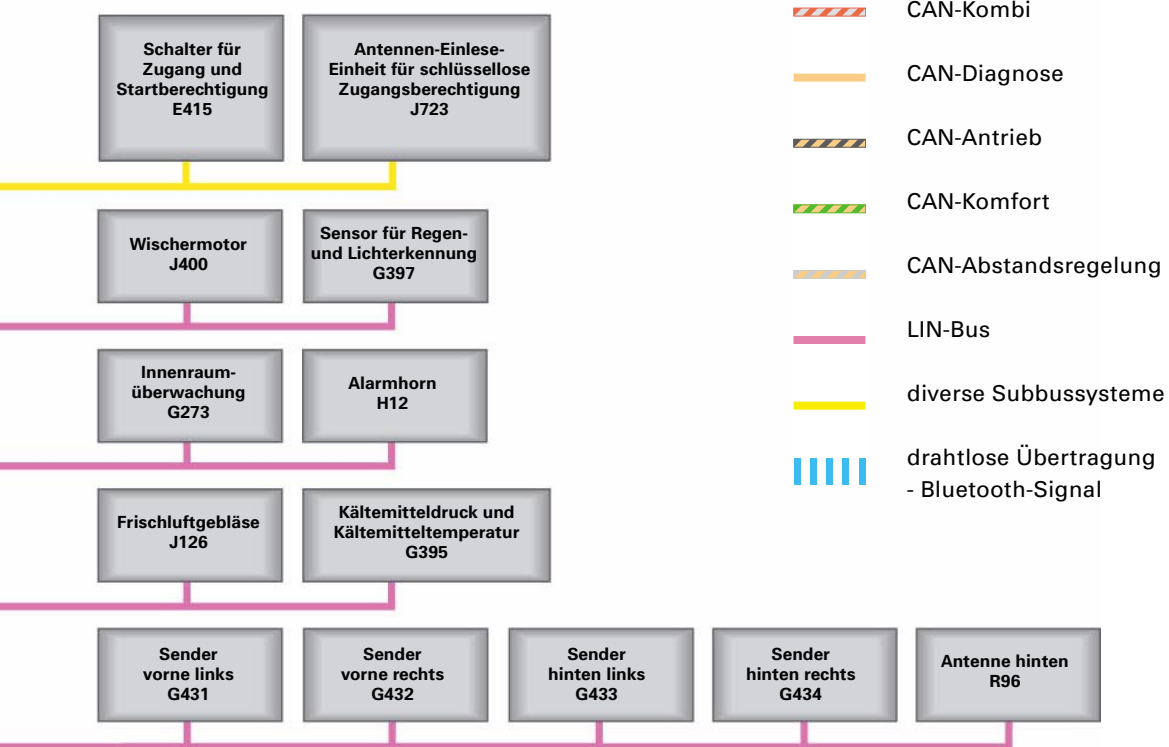 Schalter für
Zugang und
Startberechtigung
E415
Antennen-Einlese-
Einheit für schlüssellose
Zugangsberechtigung
J723
Wischermotor
J400
Sensor für Regen-
und Lichterkennung
G397
Innenraum-
überwachung
G273
Alarmhorn
H12
Frischluftgebläse
J126
Kältemitteldruck und
Kältemitteltemperatur
G395
Sender
vorne links
G431
Sender
vorne rechts
G432
Sender
hinten links
G433
Sender
hinten rechts
G434
Antenne hinten
R96
CAN-Kombi
CAN-Diagnose
CAN-Antrieb
CAN-Komfort
CAN-Abstandsregelung
LIN-Bus
diverse Subbussysteme
drahtlose Übertragung
- Bluetooth-Signal